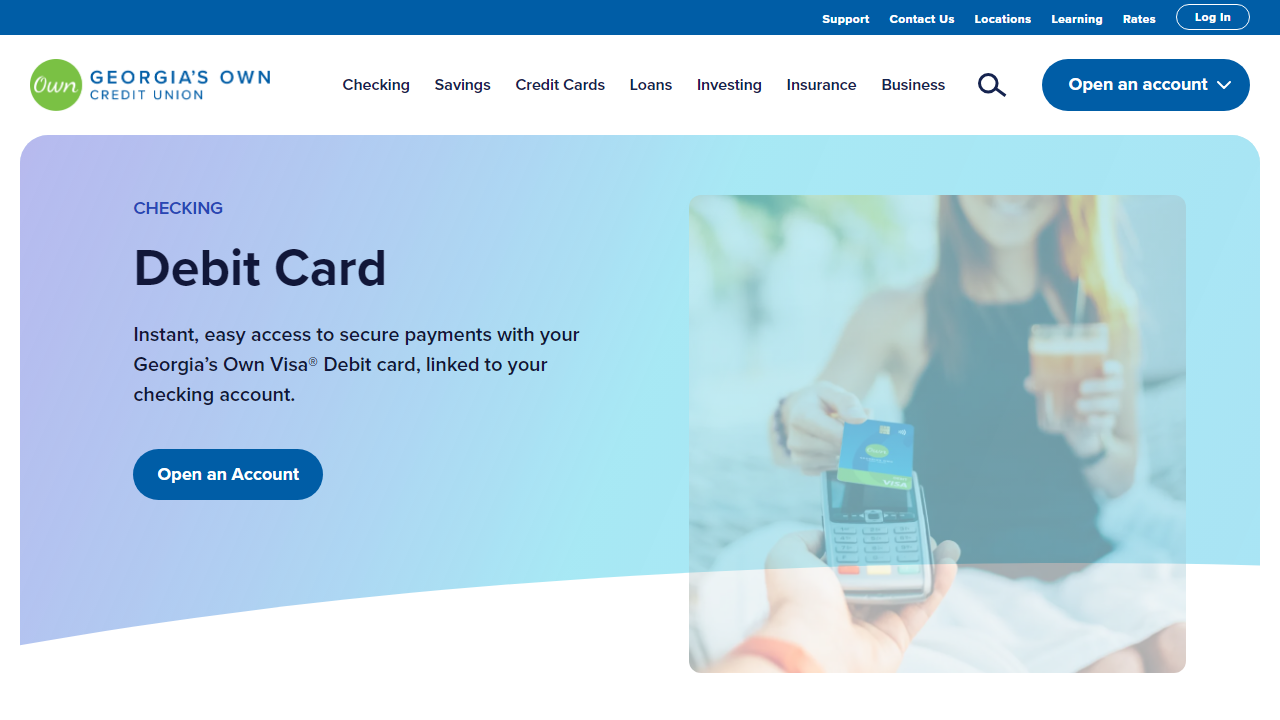 Support Contact Us Locations Learning Rates Log In
Own GEORGIA'S OWN
CREDIT UNION
Checking Savings Credit Cards Loans Investing Insurance Business Open an account
CHECKING
Debit Card
Instant, easy access to secure payments with your
Georgia’s Own Visa® Debit card, linked to your
checking account.
Open an Account
Own
VISA